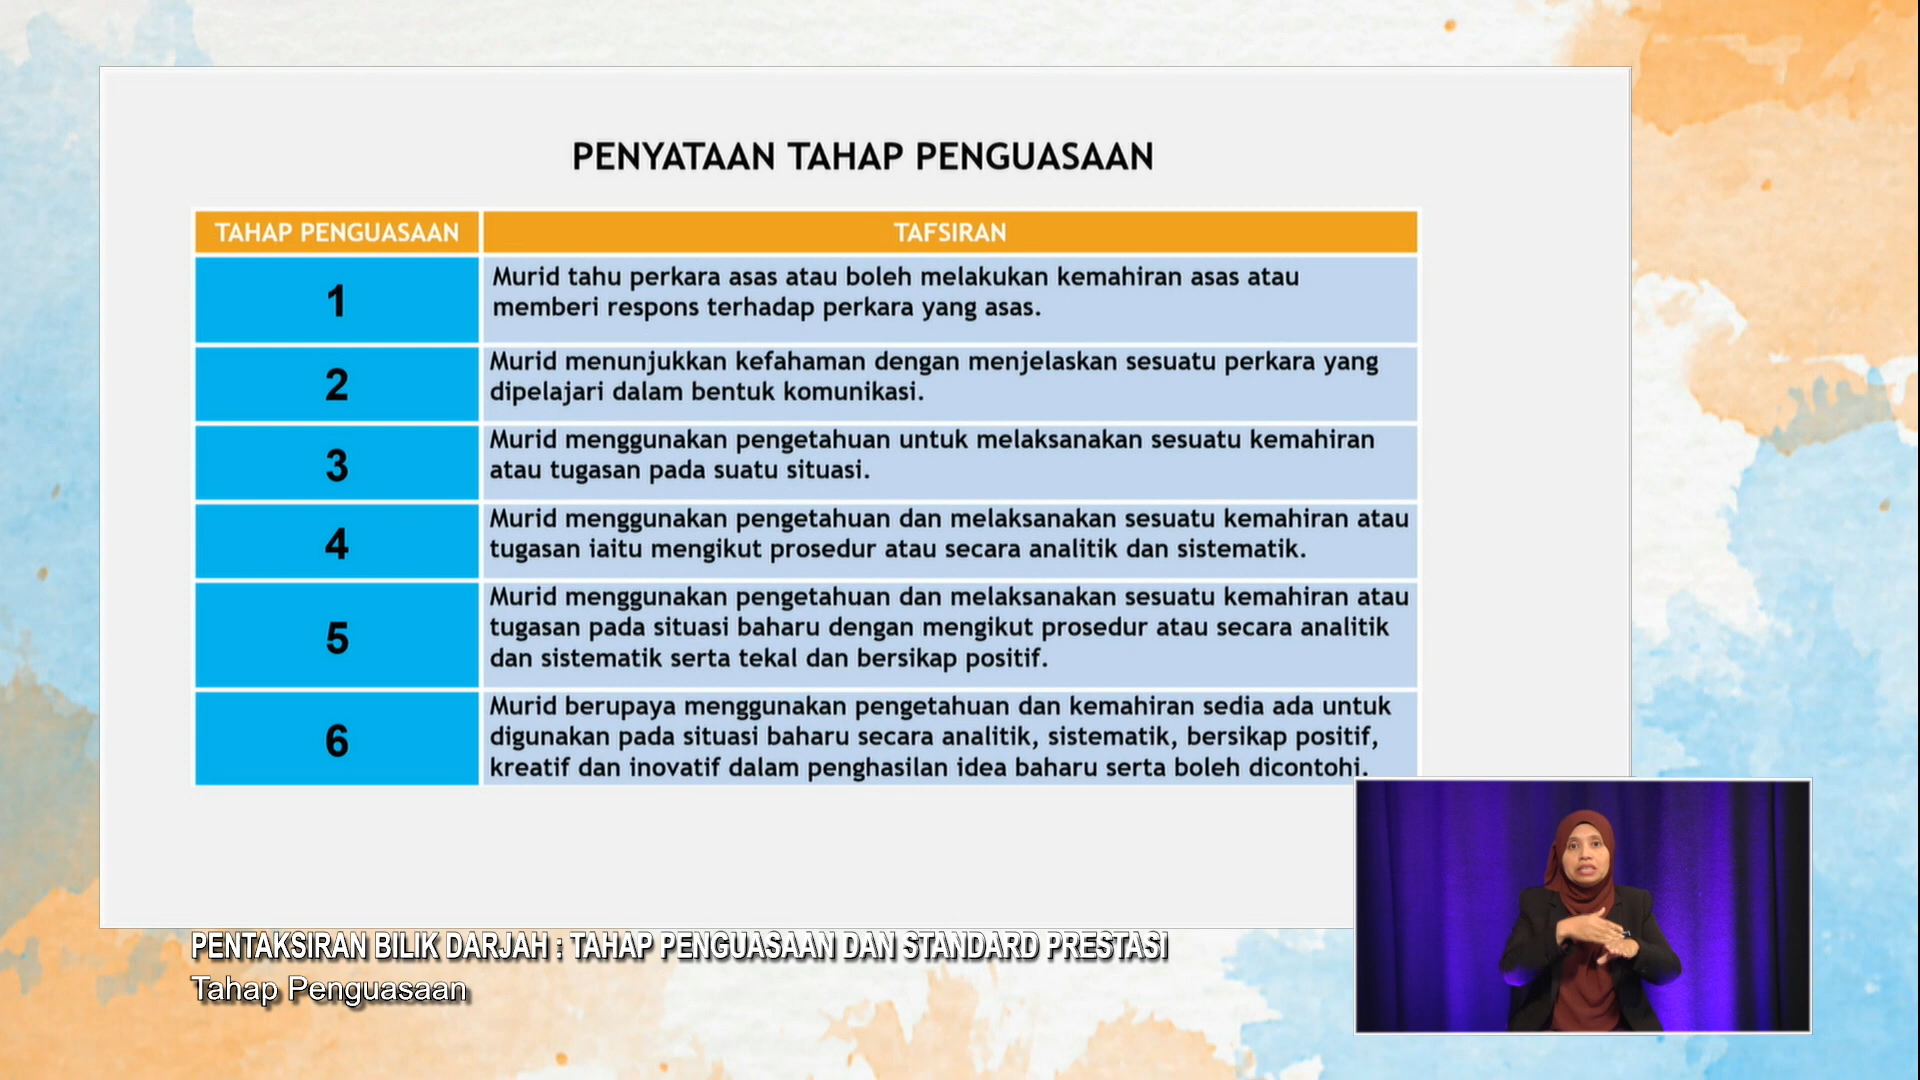 PENYATAAN TAHAP PENGUASAAN
TAHAP PENGUASAAN
TAFSIRAN
1
Murid tahu perkara asas atau boleh melakukan kemahiran asas atau
memberi respons terhadap perkara yang asas.
2
Murid menunjukkan kefahaman dengan menjelaskan sesuatu perkara yang
dipelajari dalam bentuk komunikasi.
3
Murid menggunakan pengetahuan untuk melaksanakan sesuatu kemahiran
atau tugasan pada suatu situasi.
4
Murid menggunakan pengetahuan dan melaksanakan sesuatu kemahiran atau
tugasan iaitu mengikut prosedur atau secara analitik dan sistematik.
5
Murid menggunakan pengetahuan dan melaksanakan sesuatu kemahiran atau
tugasan pada situasi baharu dengan mengikut prosedur atau secara analitik
dan sistematik serta tekal dan bersikap positif.
6
Murid berupaya menggunakan pengetahuan dan kemahiran sedia ada untuk
digunakan pada situasi baharu secara analitik, sistematik, bersikap positif,
kreatif dan inovatif dalam penghasilan idea baharu serta boleh dicontohi.
PENTAKSIRAN BILIK DARJAH : TAHAP PENGUASAAN DAN STANDARD PRESTASI
Tahap Penguasaan